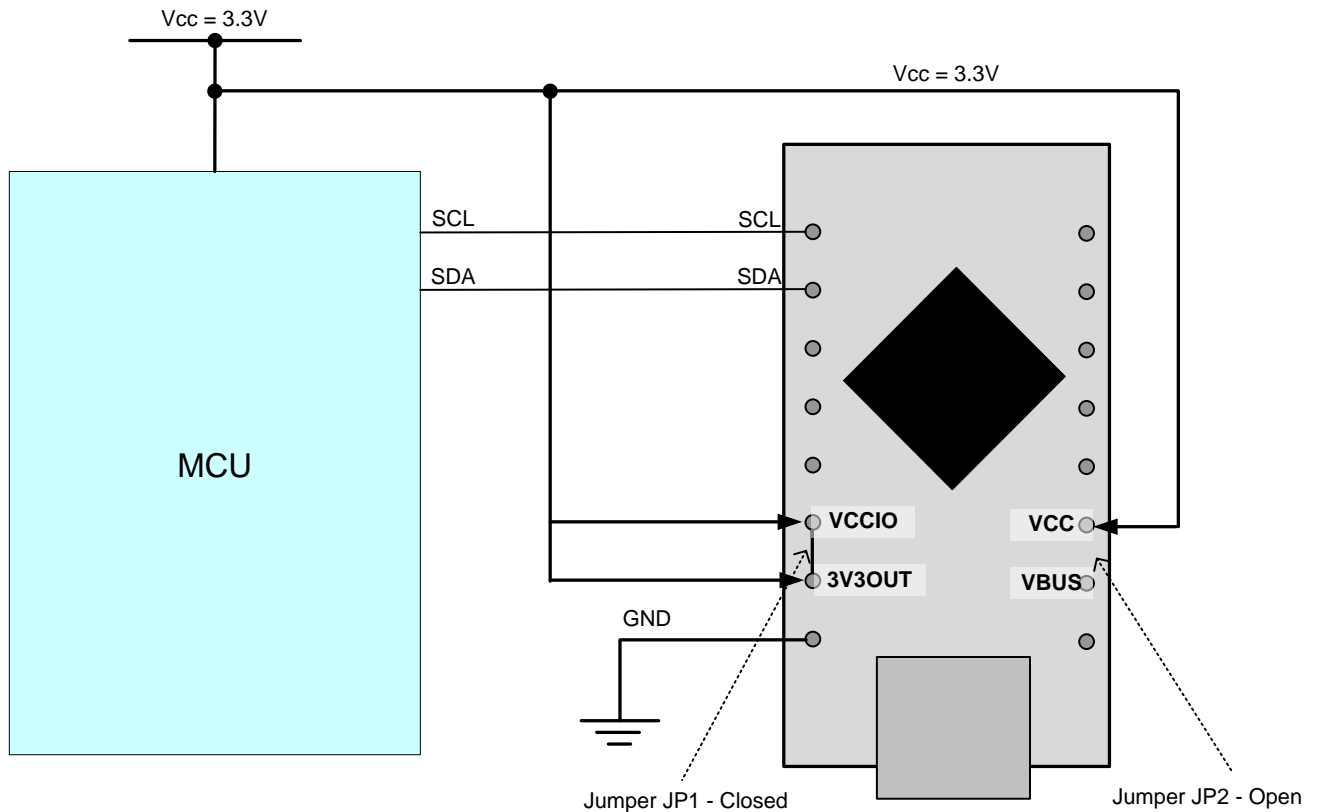 Vcc = 3.3V
Vcc = 3.3V
SCL
SCL
SDA
SDA
MCU
VCCIO
VCC
3V3OUT
VBUS
GND
Jumper JP1 - Closed
Jumper JP2 - Open